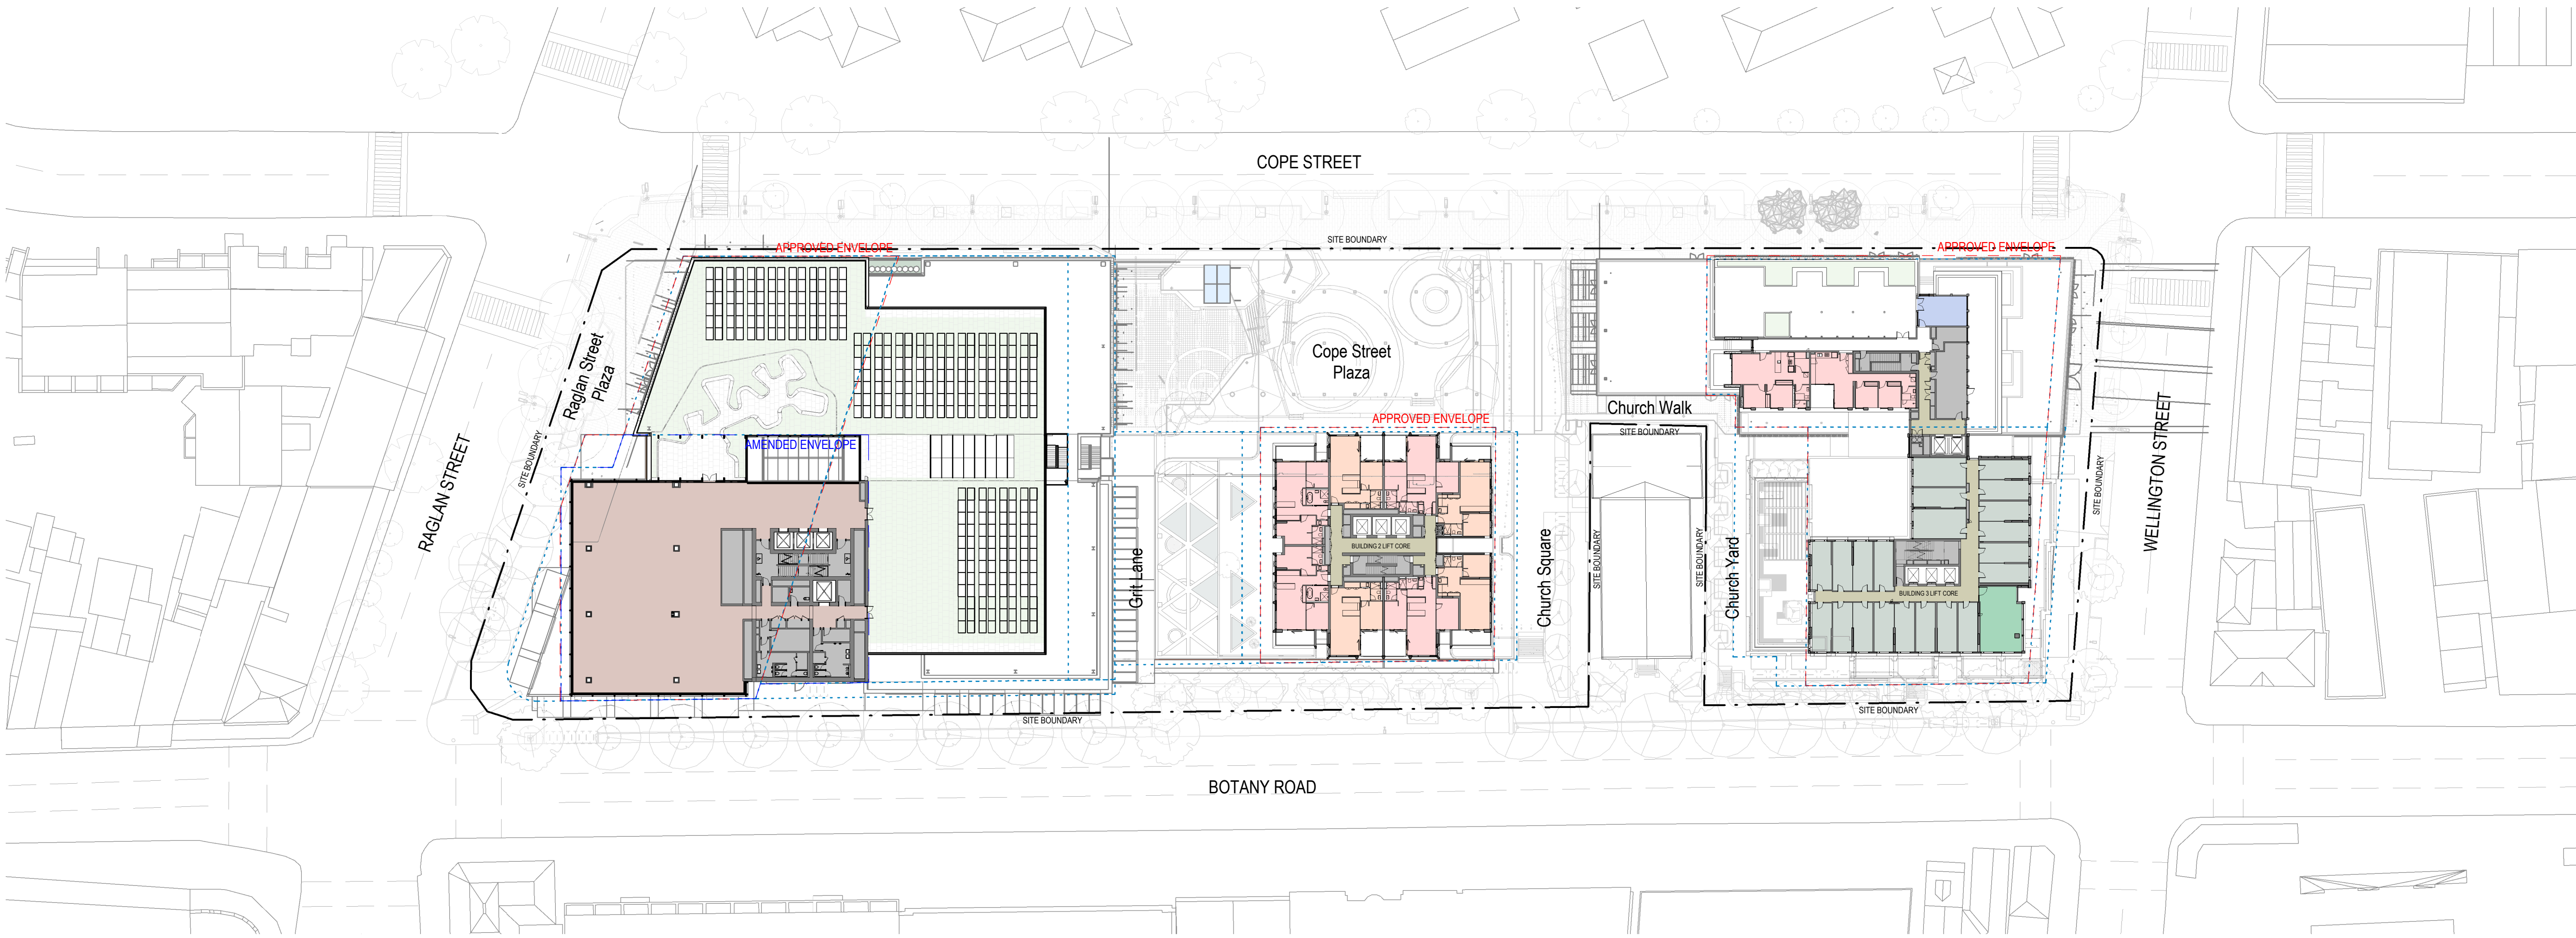 COPE STREET
SITE BOUNDARY
APPROVED ENVELOPE
APPROVED ENVELOPE
Raglan Street
Plaza
Cope Street
Plaza
APPROVED ENVELOPE
Church Walk
SITE BOUNDARY
AMENDED ENVELOPE
SITE BOUNDARY
RAGLAN STREET
WELLINGTON STREET
SITE BOUNDARY
BUILDING 2 LIFT CORE
Grit Lane
Church Square
SITE BOUNDARY
SITE BOUNDARY
Church Yard
BUILDING 3 LIFT CORE
SITE BOUNDARY
SITE BOUNDARY
BOTANY ROAD